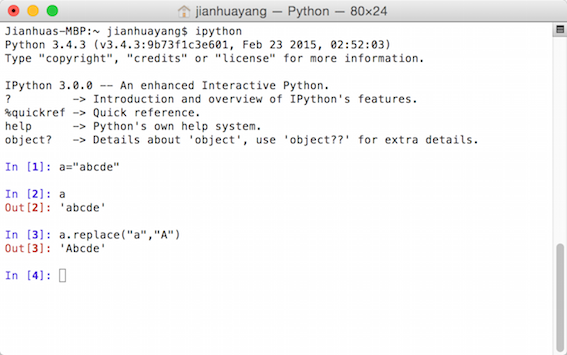 jianhuayang — Python — 80×24
Jianhuas-MBP:~ jianhuayang$ ipython
Python 3.4.3 (v3.4.3:9b73f1c3e601, Feb 23 2015, 02:52:03)
Type "copyright", "credits" or "license" for more information.
IPython 3.0.0 -- An enhanced Interactive Python.
?         -> Introduction and overview of IPython's features.
%quickref -> Quick reference.
help      -> Python's own help system.
object?   -> Details about 'object', use 'object??' for extra details.
In [1]: a="abcde"
In [2]: a
Out[2]: 'abcde'
In [3]: a.replace("a","A")
Out[3]: 'Abcde'
In [4]: